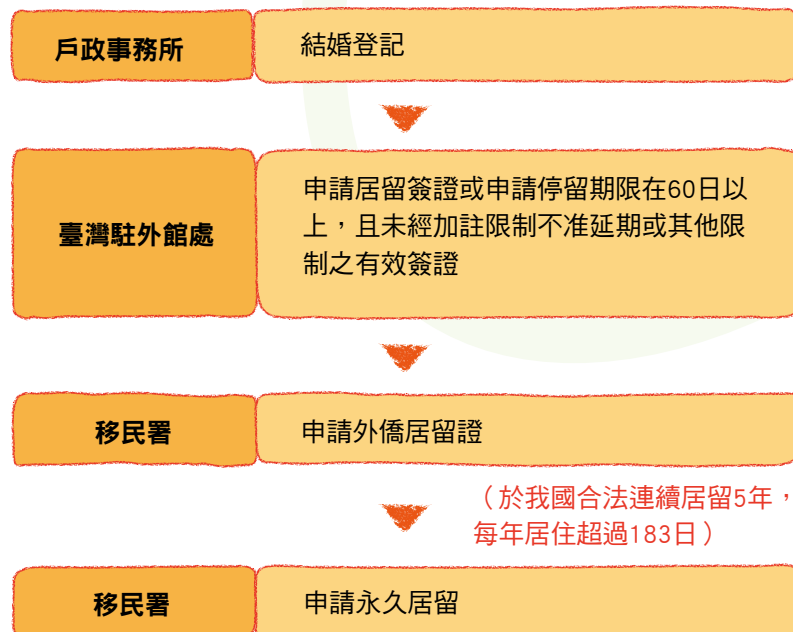 戶政事務所
結婚登記
臺灣駐外館處
申請居留簽證或申請停留期限在60日以
上，且未經加註限制不准延期或其他限
制之有效簽證
移民署
申請外僑居留證
（於我國合法連續居留5年，
每年居住超過183日）
移民署
申請永久居留